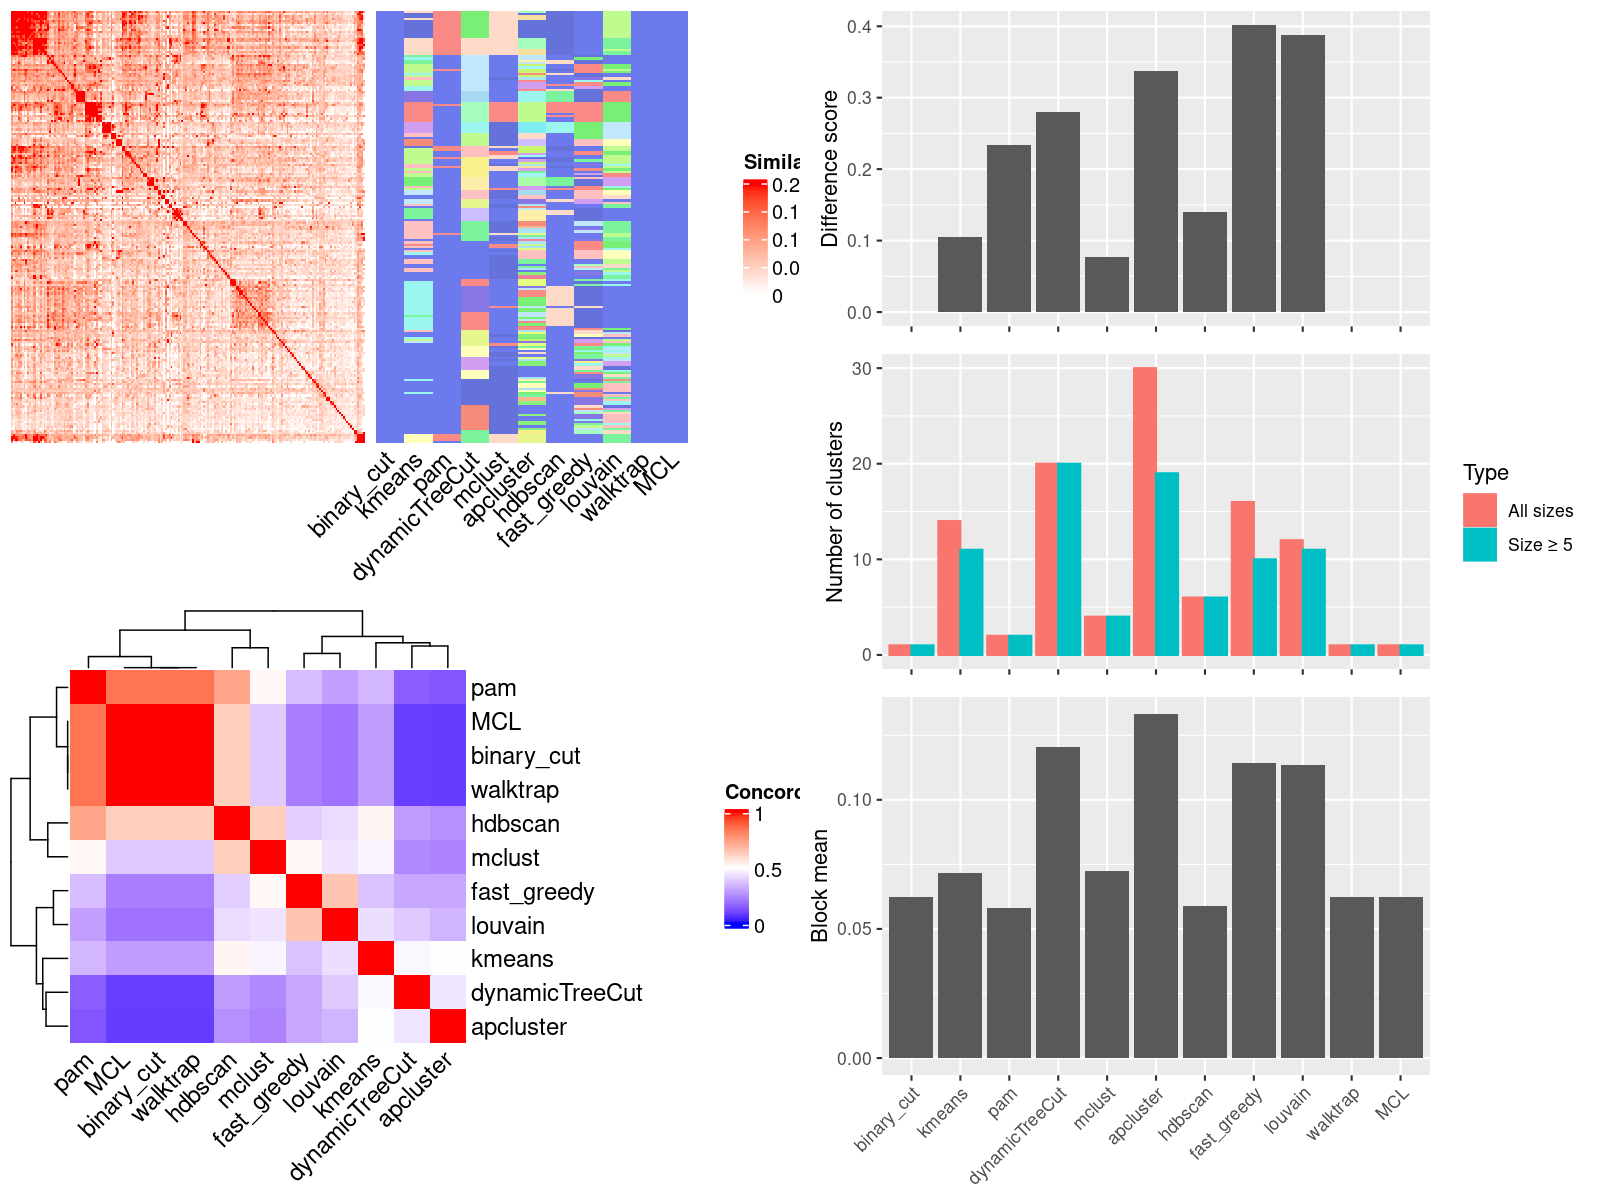 Simila
0.2
0.1
0.1
0.0
0
binary_cut
kmeans
pam
dynamicTreeCut
mclust
apcluster
hdbscan
fast_greedy
louvain
walktrap
MCL
pam
MCL
binary_cut
walktrap
hdbscan
mclust
fast_greedy
louvain
kmeans
dynamicTreeCut
apcluster
pam
MCL
binary_cut
walktrap
hdbscan
mclust
fast_greedy
louvain
kmeans
dynamicTreeCut
apcluster
Concord
1
0.5
0
Difference score
0.4
0.3
0.2
0.1
0.0
Number of clusters
30
20
10
0
Type
All sizes
Size ≥ 5
Block mean
0.10
0.05
0.00
binary_cut
kmeans
pam
dynamicTreeCut
mclust
apcluster
hdbscan
fast_greedy
louvain
walktrap
MCL